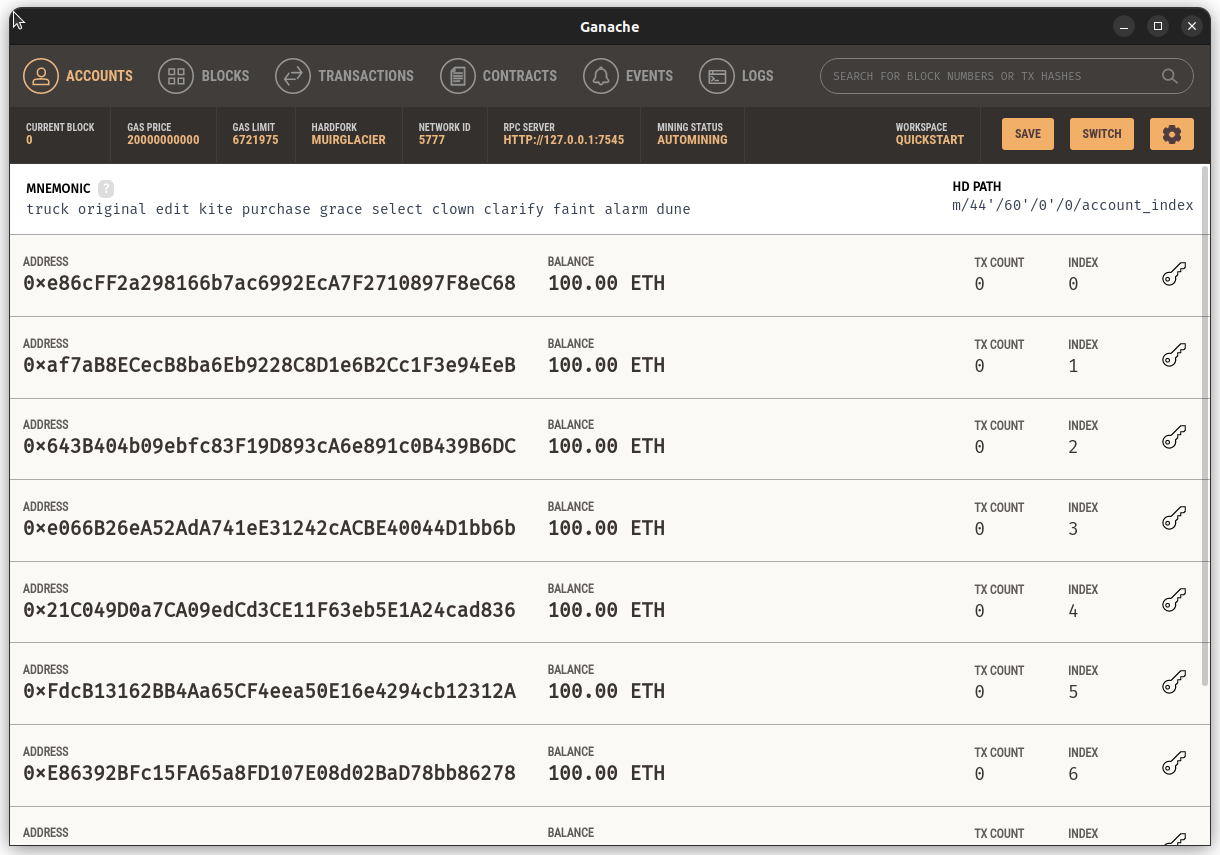 Ganache
ACCOUNTS BLOCKS TRANSACTIONS CONTRACTS EVENTS LOGS SEARCH FOR BLOCK NUMBERS OR TX HASHES
CURRENT BLOCK GAS PRICE GAS LIMIT HARDFORK NETWORK ID RPC SERVER MINING STATUS WORKSPACE
0 20000000000 6721975 MUIRGLACIER 5777 HTTP://127.0.0.1:7545 AUTOMINING QUICKSTART SAVE SWITCH
MNEMONIC ? HD PATH
truck original edit kite purchase grace select clown clarify faint alarm dune m/44'/60'/0'/0/account_index
ADDRESS BALANCE TX COUNT INDEX
0×e86cFF2a298166b7ac6992EcA7F2710897F8eC68 100.00 ETH 0 0
ADDRESS BALANCE TX COUNT INDEX
0×af7aB8ECecB8ba6Eb9228C8D1e6B2Cc1F3e94EeB 100.00 ETH 0 1
ADDRESS BALANCE TX COUNT INDEX
0×643B404b09ebfc83F19D893cA6e891c0B439B6DC 100.00 ETH 0 2
ADDRESS BALANCE TX COUNT INDEX
0×e066B26eA52AdA741eE31242cACBE40044D1bb6b 100.00 ETH 0 3
ADDRESS BALANCE TX COUNT INDEX
0×21C049D0a7CA09edCd3CE11F63eb5E1A24cad836 100.00 ETH 0 4
ADDRESS BALANCE TX COUNT INDEX
0×FdcB13162BB4Aa65CF4eea50E16e4294cb12312A 100.00 ETH 0 5
ADDRESS BALANCE TX COUNT INDEX
0×E86392BFc15FA65a8FD107E08d02BaD78bb86278 100.00 ETH 0 6
ADDRESS BALANCE TX COUNT INDEX